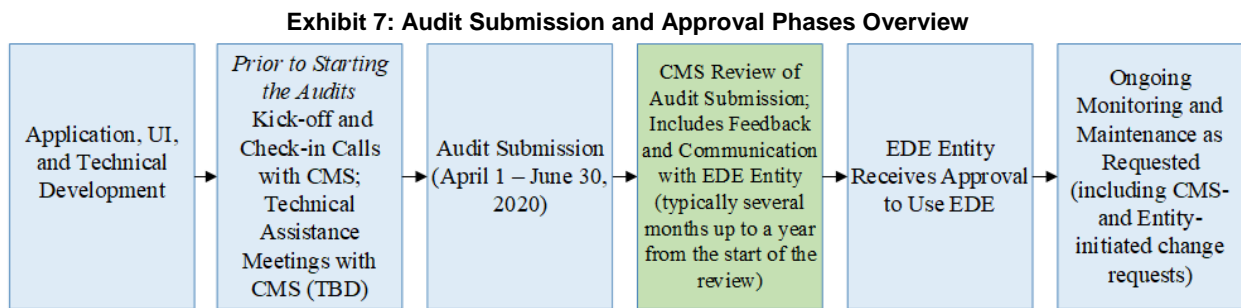 Exhibit 7: Audit Submission and Approval Phases Overview
Application, UI,
and Technical
Development
Prior to Starting
the Audits
Kick-off and
Check-in Calls
with CMS;
Technical
Assistance
Meetings with
CMS (TBD)
Audit Submission
(April 1 – June 30,
2020)
CMS Review of
Audit Submission;
Includes Feedback
and Communication
with EDE Entity
(typically several
months up to a year
from the start of the
review)
EDE Entity
Receives Approval
to Use EDE
Ongoing
Monitoring and
Maintenance as
Requested
(including CMS-
and Entity-
initiated change
requests)